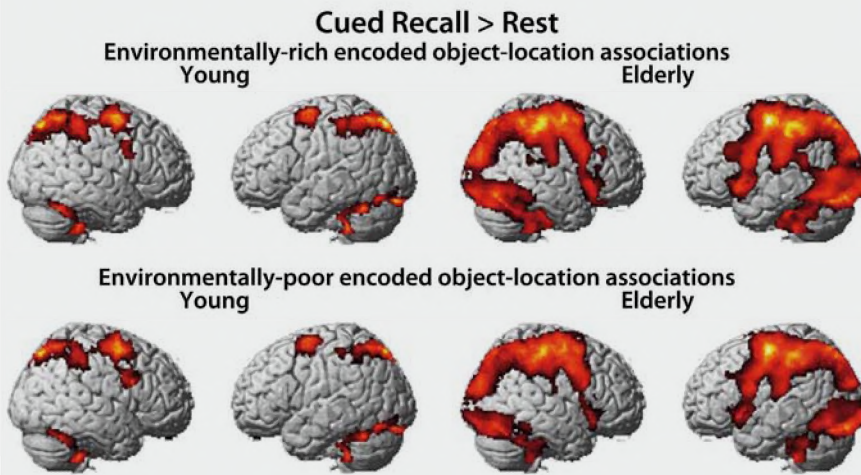 Cued Recall > Rest
Environmentally-rich encoded object-location associations
Young Elderly
Environmentally-poor encoded object-location associations
Young Elderly